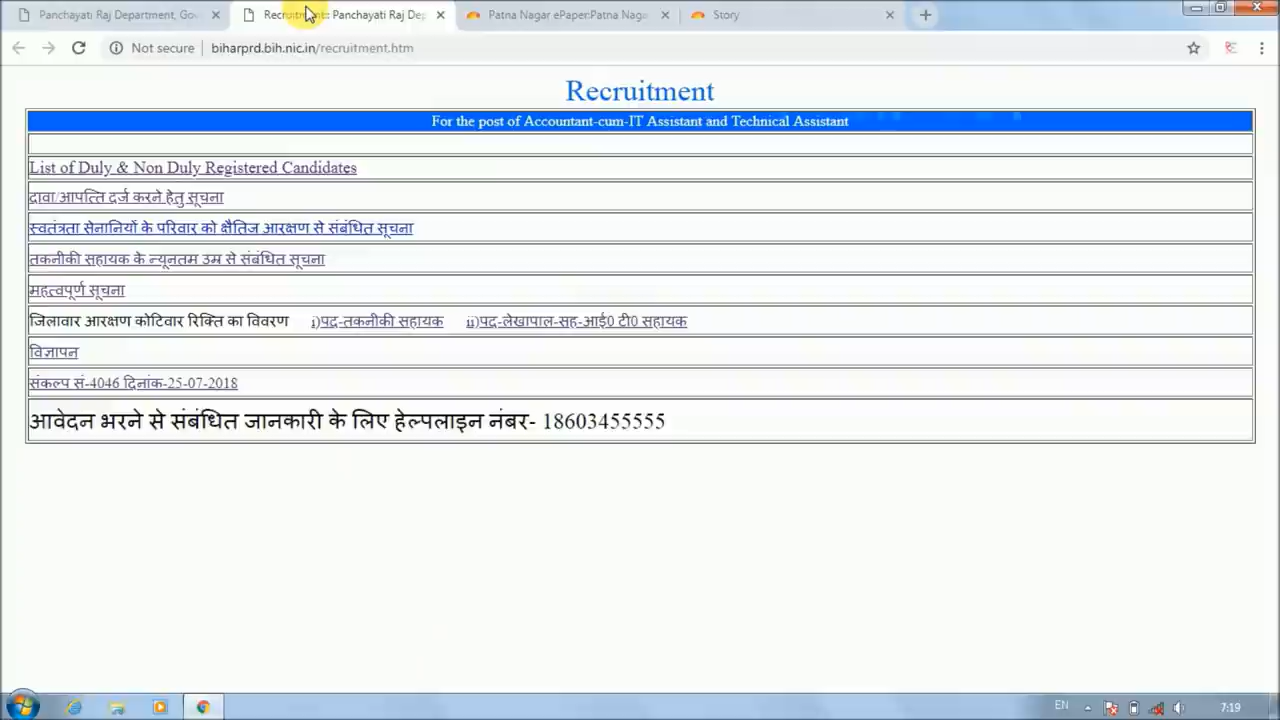 Panchayati Raj Department, Gov
Recruitment:: Panchayati Raj Dep
Patna Nagar ePaper:Patna Naga
Story
Not secure
biharprd.bih.nic.in/recruitment.htm
Recruitment
For the post of Accountant-cum-IT Assistant and Technical Assistant
List of Duly & Non Duly Registered Candidates
दावा/आपत्ति दर्ज करने हेतु सूचना
स्वतंत्रता सेनानियों के परिवार को क्षैतिज आरक्षण से संबंधित सूचना
तकनीकी सहायक के न्यूनतम उम्र से संबंधित सूचना
महत्वपूर्ण सूचना
जिलावार आरक्षण कोटिवार रिक्ति का विवरण i)पद-तकनीकी सहायक ii)पद-लेखापाल-सह-आई0 टी0 सहायक
विज्ञापन
संकल्प सं-4046 दिनांक-25-07-2018
आवेदन भरने से संबंधित जानकारी के लिए हेल्पलाइन नंबर- 18603455555
EN
7:19